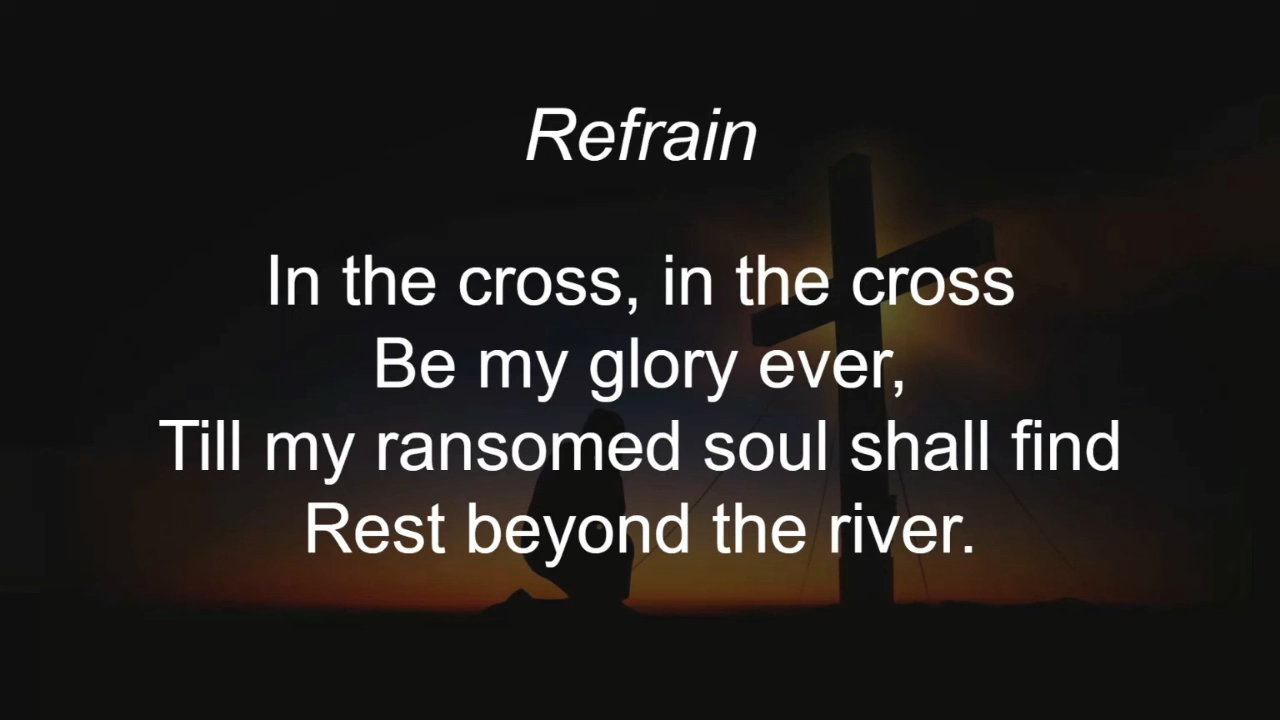 Refrain
In the cross, in the cross
Be my glory ever,
Till my ransomed soul shall find
Rest beyond the river.